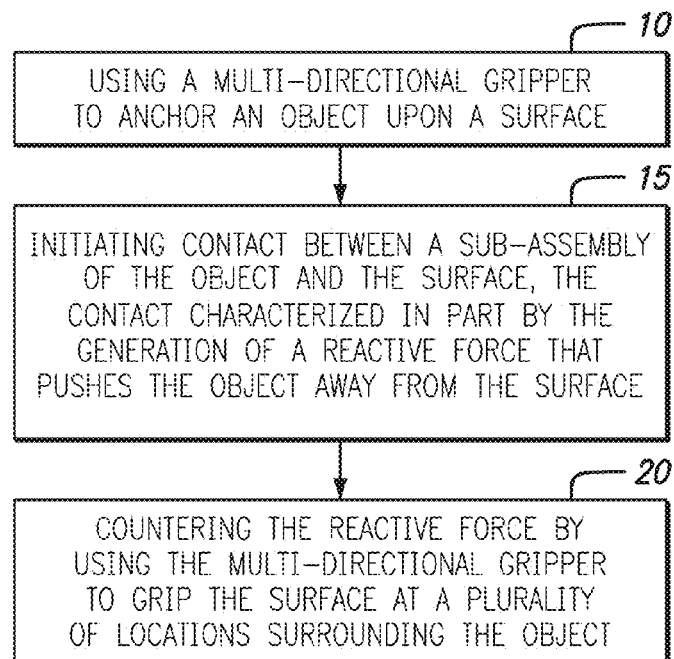 10
USING A MULTI-DIRECTIONAL GRIPPER
TO ANCHOR AN OBJECT UPON A SURFACE
15
INITIATING CONTACT BETWEEN A SUB-ASSEMBLY
OF THE OBJECT AND THE SURFACE, THE
CONTACT CHARACTERIZED IN PART BY THE
GENERATION OF A REACTIVE FORCE THAT
PUSHES THE OBJECT AWAY FROM THE SURFACE
20
COUNTERING THE REACTIVE FORCE BY
USING THE MULTI-DIRECTIONAL GRIPPER
TO GRIP THE SURFACE AT A PLURALITY
OF LOCATIONS SURROUNDING THE OBJECT